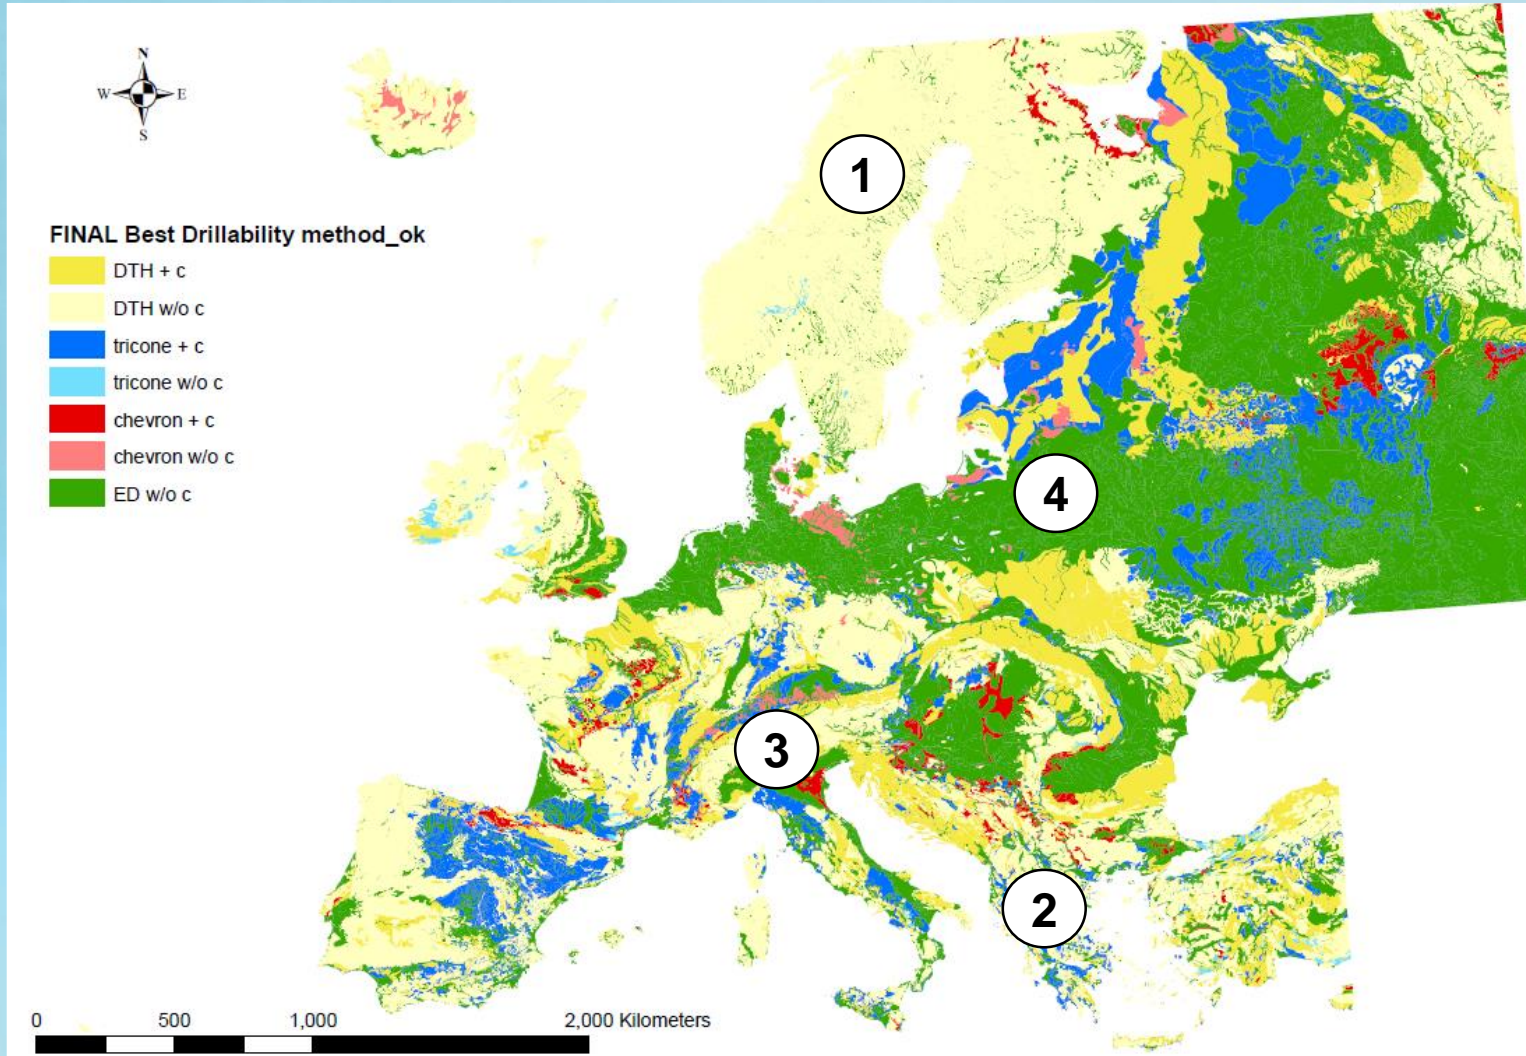 N
W E
S
1
FINAL Best Drillability method_ok
DTH + c
DTH w/o c
tricone + c
tricone w/o c
chevron + c
chevron w/o c
ED w/o c
4
3
2
0 500 1,000 2,000 Kilometers